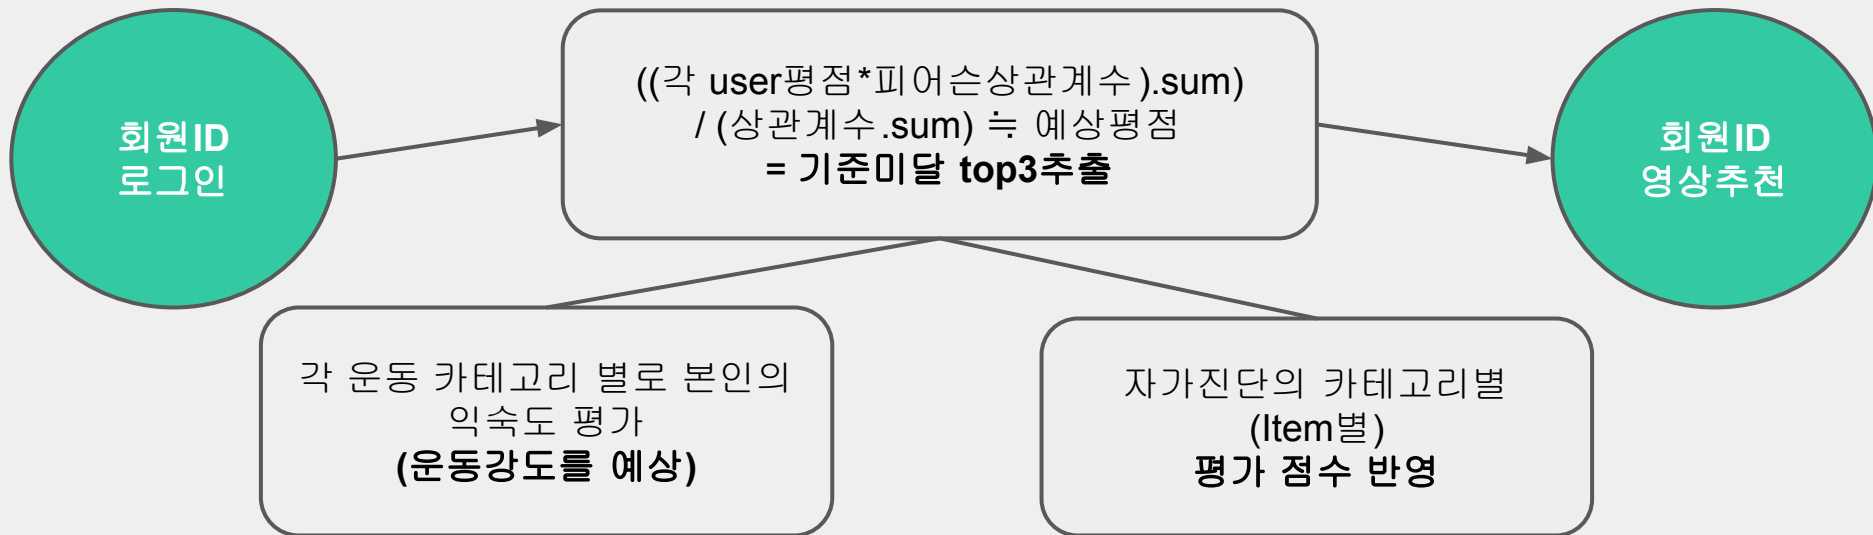 회원ID
로그인
((각 user평점*피어슨상관계수).sum)
/ (상관계수.sum) ≒ 예상평점
= 기준미달 top3추출
회원ID
영상추천
각 운동 카테고리 별로 본인의
익숙도 평가
(운동강도를 예상)
자가진단의 카테고리별
(Item별)
평가 점수 반영